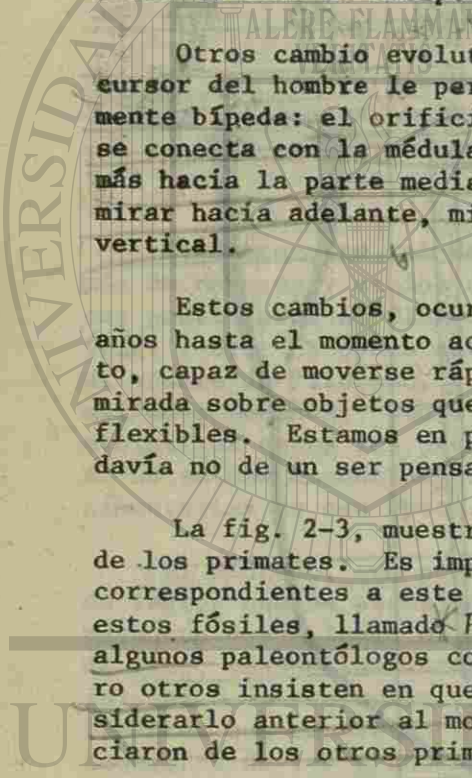 ALERE FLAMMAM
VERITATIS
Otros cambio evolut
cursor del hombre le per
mente bípeda: el orifici
se conecta con la médula
más hacia la parte media
mirar hacia adelante, mi
vertical.
Estos cambios, ocur
años hasta el momento ac
to, capaz de moverse ráp
mirada sobre objetos que
flexibles. Estamos en p
davía no de un ser pensa
La fig. 2-3, muestr
de los primates. Es imp
correspondientes a este
estos fósiles, llamado
algunos paleontólogos co
ro otros insisten en que
siderarlo anterior al mo
ciaron de los otros prim
UNIVERS